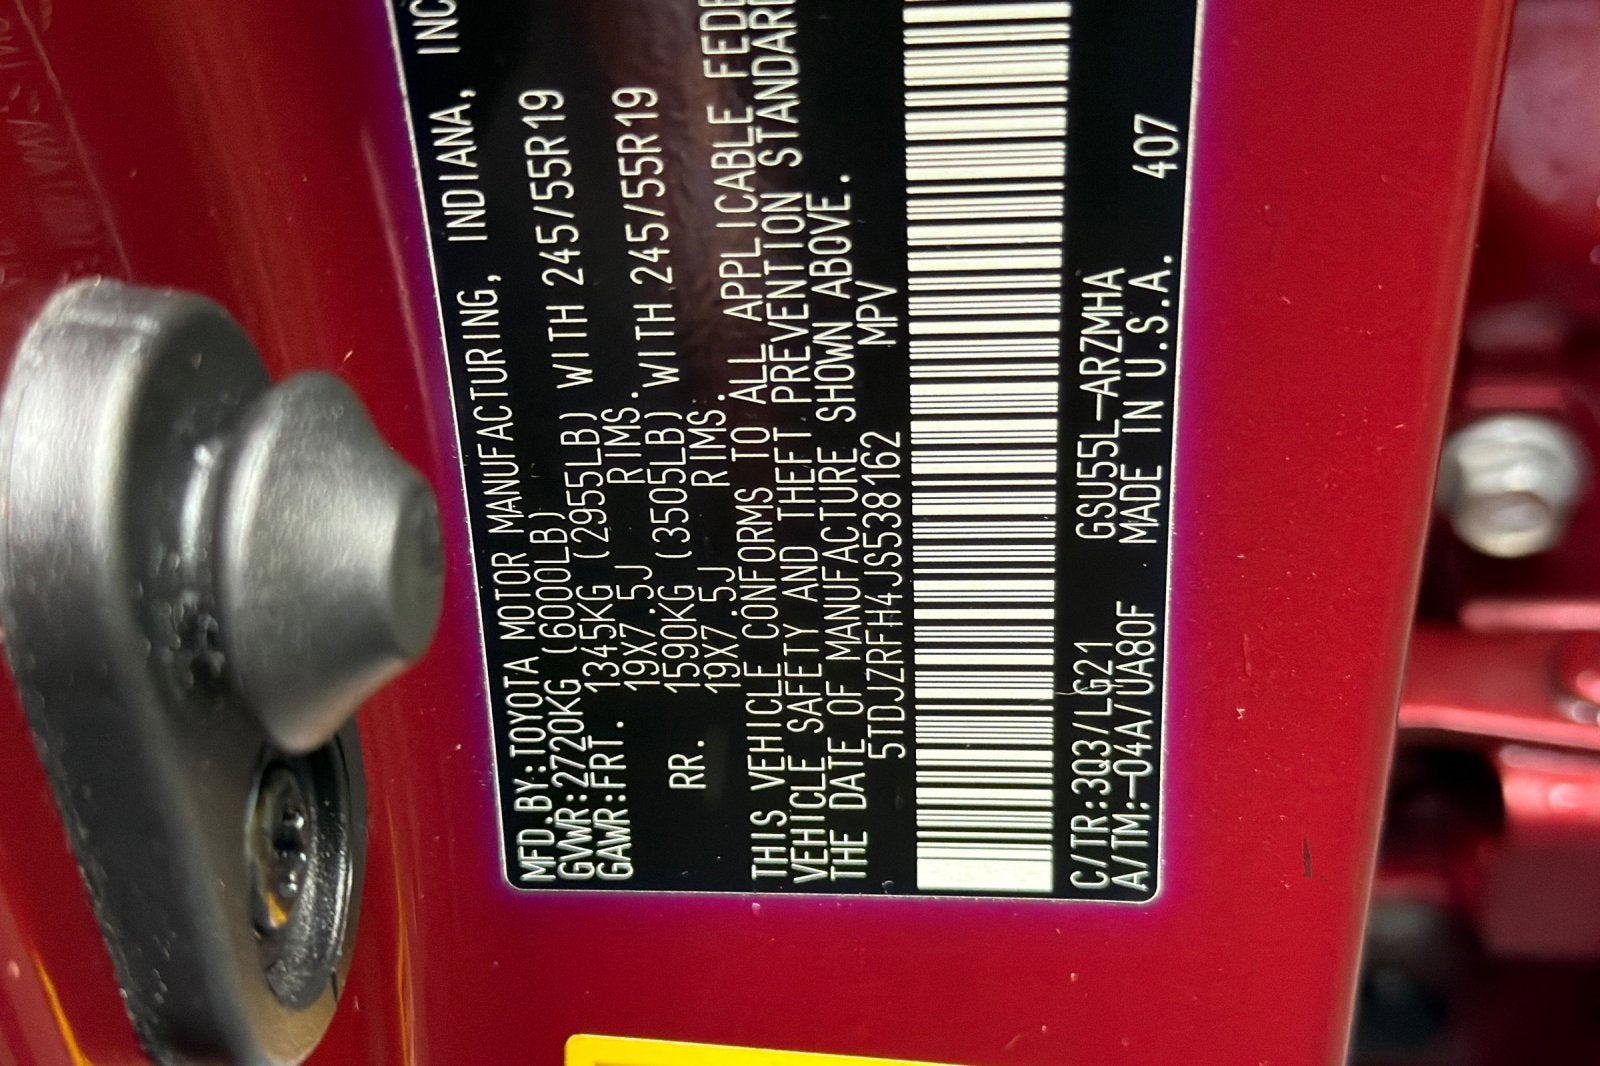 MFD.BY:TOYOTA MOTOR MANUFACTURING, INDIANA, INC
GVWR:2720KG (6000LB)
GAWR:FRT. 1345KG (2955LB) WITH 245/55R19
19X7.5J RIMS.
RR. 1590KG (3505LB) WITH 245/55R19
19X7.5J RIMS.
THIS VEHICLE CONFORMS TO ALL APPLICABLE FEDE
VEHICLE SAFETY AND THEFT PREVENTION STANDARD
THE DATE OF MANUFACTURE SHOWN ABOVE.
5TDJZRFH4JS538162 MPV
C/TR:3Q3/LG21 GSU55L-ARZMHA
A/TM:-04A/UA80F MADE IN U.S.A. 407